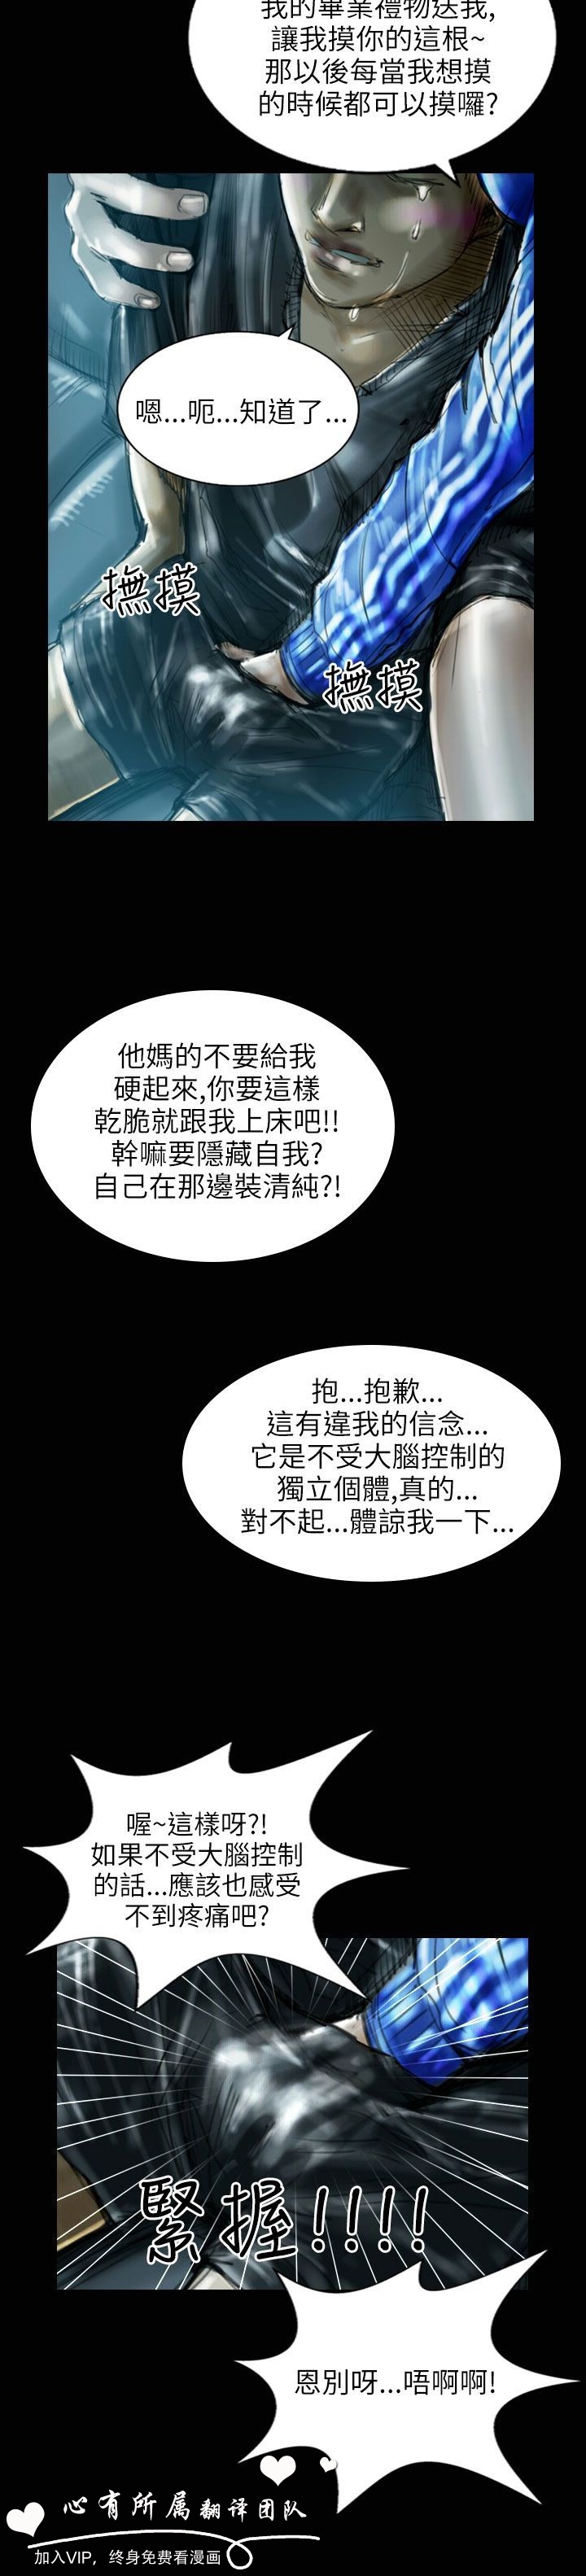 我的畢業禮物送我,
讓我摸你的這根~
那以後每當我想摸
的時候都可以摸囉?
嗯...呃...知道了...
撫摸
撫摸
他媽的不要給我
硬起來,你要這樣
乾脆就跟我上床吧!!
幹嘛要隱藏自我?
自己在那邊裝清純?!
抱...抱歉...
這有違我的信念...
它是不受大腦控制的
獨立個體,真的...
對不起...體諒我一下...
喔~這樣呀?!
如果不受大腦控制
的話...應該也感受
不到疼痛吧?
緊握!!!!
恩別呀...唔啊啊!
心有所属翻译团队
加入VIP，终身免费看漫画